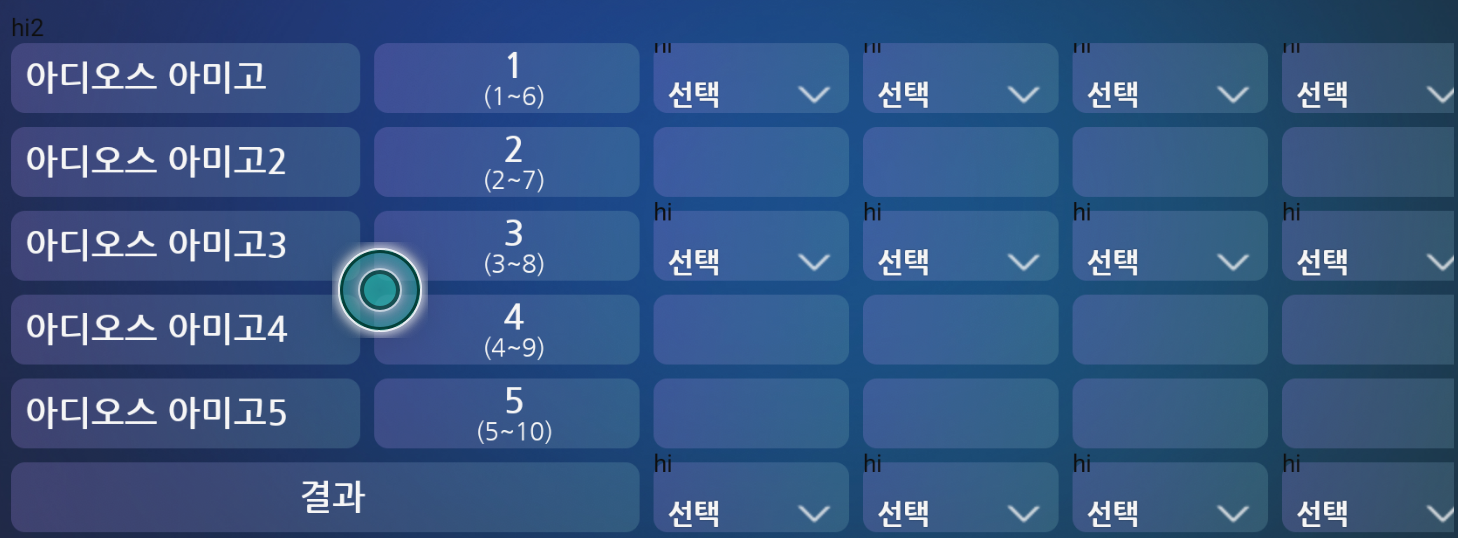 hi2
아디오스 아미고 1 hi hi hi hi
(1~6) 선택 선택 선택 선택
아디오스 아미고2 2
(2~7)
아디오스 아미고3 3 hi hi hi hi
(3~8) 선택 선택 선택 선택
아디오스 아미고4 4
(4~9)
아디오스 아미고5 5
(5~10)
결과 hi hi hi hi
선택 선택 선택 선택